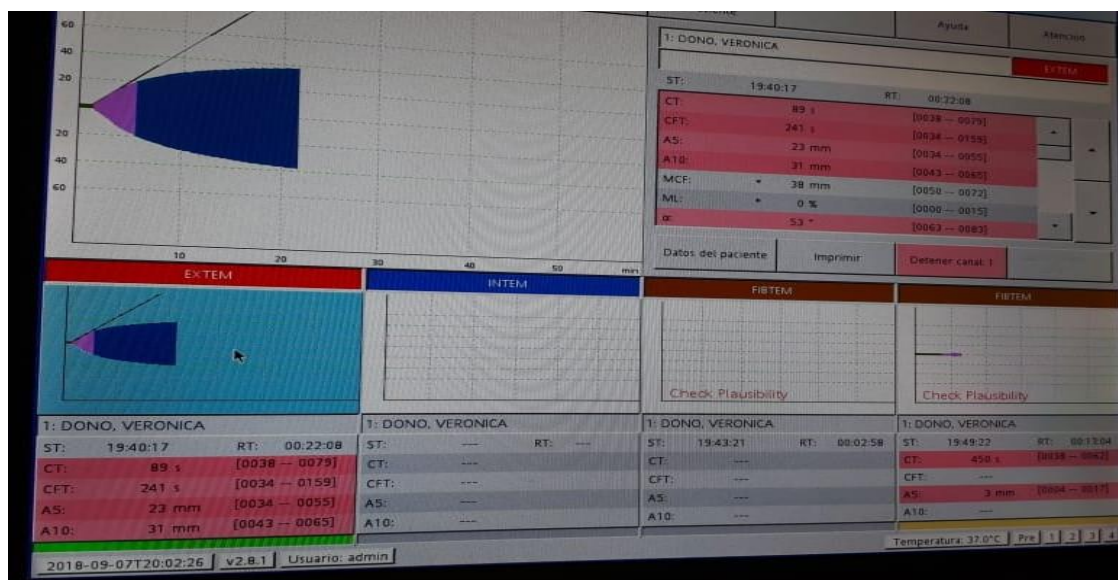 60
40
20
20
40
60
10 20 30 40 50 min
Ayuda
Atencion
1: DONO, VERONICA
EXTEM
ST: 19:40:17 RT: 00:22:08
CT: 89 s [0038 -- 0079]
CFT: 241 s [0034 -- 0159]
A5: 23 mm [0034 -- 0055]
A10: 31 mm [0043 -- 0065]
MCF: * 38 mm [0050 -- 0072]
ML: * 0 % [0000 -- 0015]
α: 53 ° [0063 -- 0083]
Datos del paciente Imprimir Detener canal: 1
EXTEM
1: DONO, VERONICA
ST: 19:40:17 RT: 00:22:08
CT: 89 s [0038 -- 0079]
CFT: 241 s [0034 -- 0159]
A5: 23 mm [0034 -- 0055]
A10: 31 mm [0043 -- 0065]
INTEM
1: DONO, VERONICA
ST: --- RT: ---
CT: ---
CFT: ---
A5: ---
A10: ---
FIBTEM
Check Plausibility
1: DONO, VERONICA
ST: 19:43:21 RT: 00:02:58
CT: ---
CFT: ---
A5: ---
A10: ---
FIBTEM
Check Plausibility
1: DONO, VERONICA
ST: 19:49:22 RT: 00:13:04
CT: 450 s [0038 -- 0062]
CFT: ---
A5: 3 mm [0004 -- 0017]
A10: ---
2018-09-07T20:02:26 v2.8.1 Usuario: admin
Temperatura: 37.0°C Pre 1 2 3 4